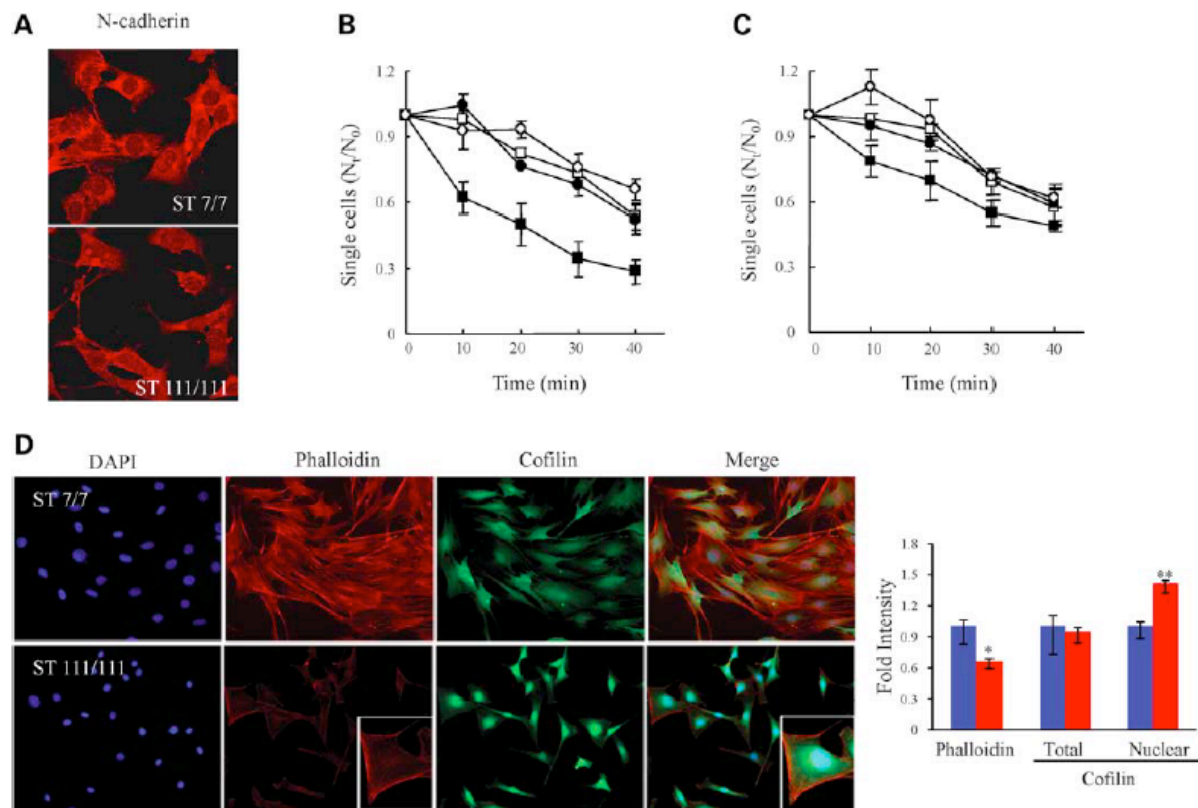 A
N-cadherin
ST 7/7
ST 111/111
B
Single cells (Nt/N0)
1.2
0.9
0.6
0.3
0
0 10 20 30 40
Time (min)
C
Single cells (Nt/N0)
1.2
0.9
0.6
0.3
0
0 10 20 30 40
Time (min)
D
DAPI Phalloidin Cofilin Merge
ST 7/7
ST 111/111
Fold Intensity
1.8
1.5
1.2
0.9
0.6
0.3
0
* **
Phalloidin Total Nuclear
Cofilin